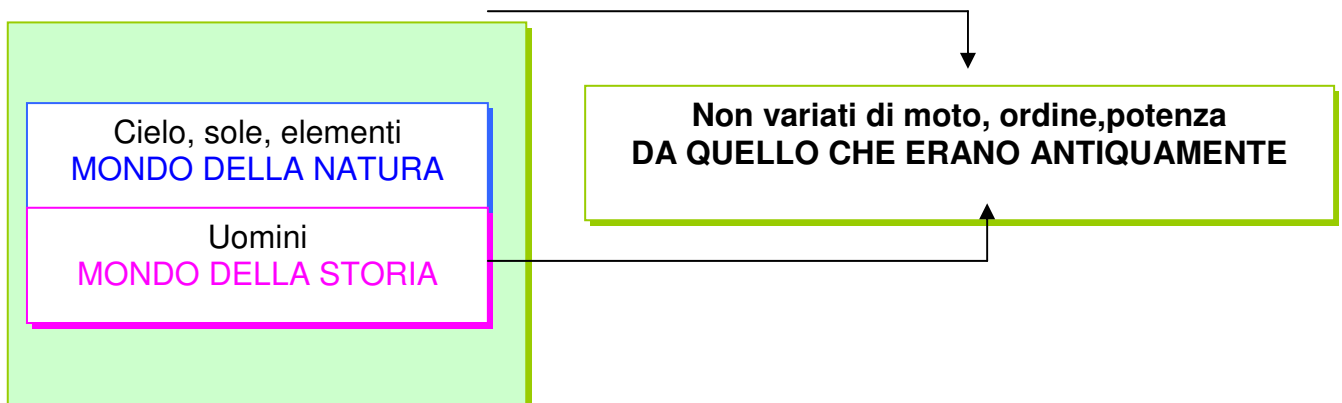 Cielo, sole, elementi
MONDO DELLA NATURA
Uomini
MONDO DELLA STORIA
Non variati di moto, ordine,potenza
DA QUELLO CHE ERANO ANTIQUAMENTE